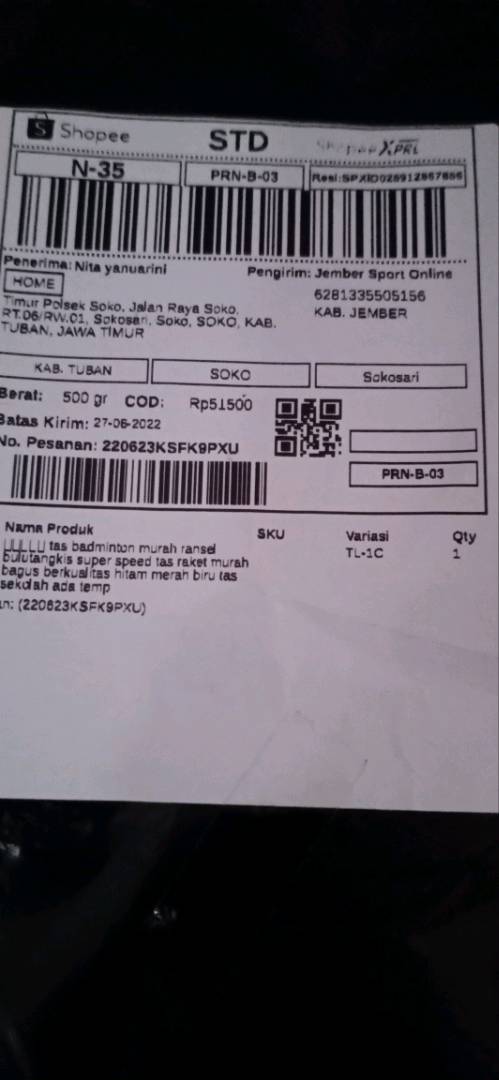 Shopee
STD
Shopee XPRESS
N-35
PRN-B-03
Resi:SPXID026912867856
Penerima: Nita yanuarini
Pengirim: Jember Sport Online
HOME
6281335505156
KAB. JEMBER
Timur Polsek Soko, Jalan Raya Soko,
RT.06/RW.01, Sokosari, Soko, SOKO, KAB.
TUBAN, JAWA TIMUR
KAB. TUBAN
SOKO
Sokosari
Berat: 500 gr COD: Rp51500
Batas Kirim: 27-06-2022
No. Pesanan: 220623KSFK9PXU
PRN-B-03
Nama Produk
SKU
Variasi
Qty
tas badminton murah ransel
bulutangkis super speed tas raket murah
bagus berkualitas hitam merah biru tas
sekolah ada temp
TL-1C
1
(220623KSFK9PXU)